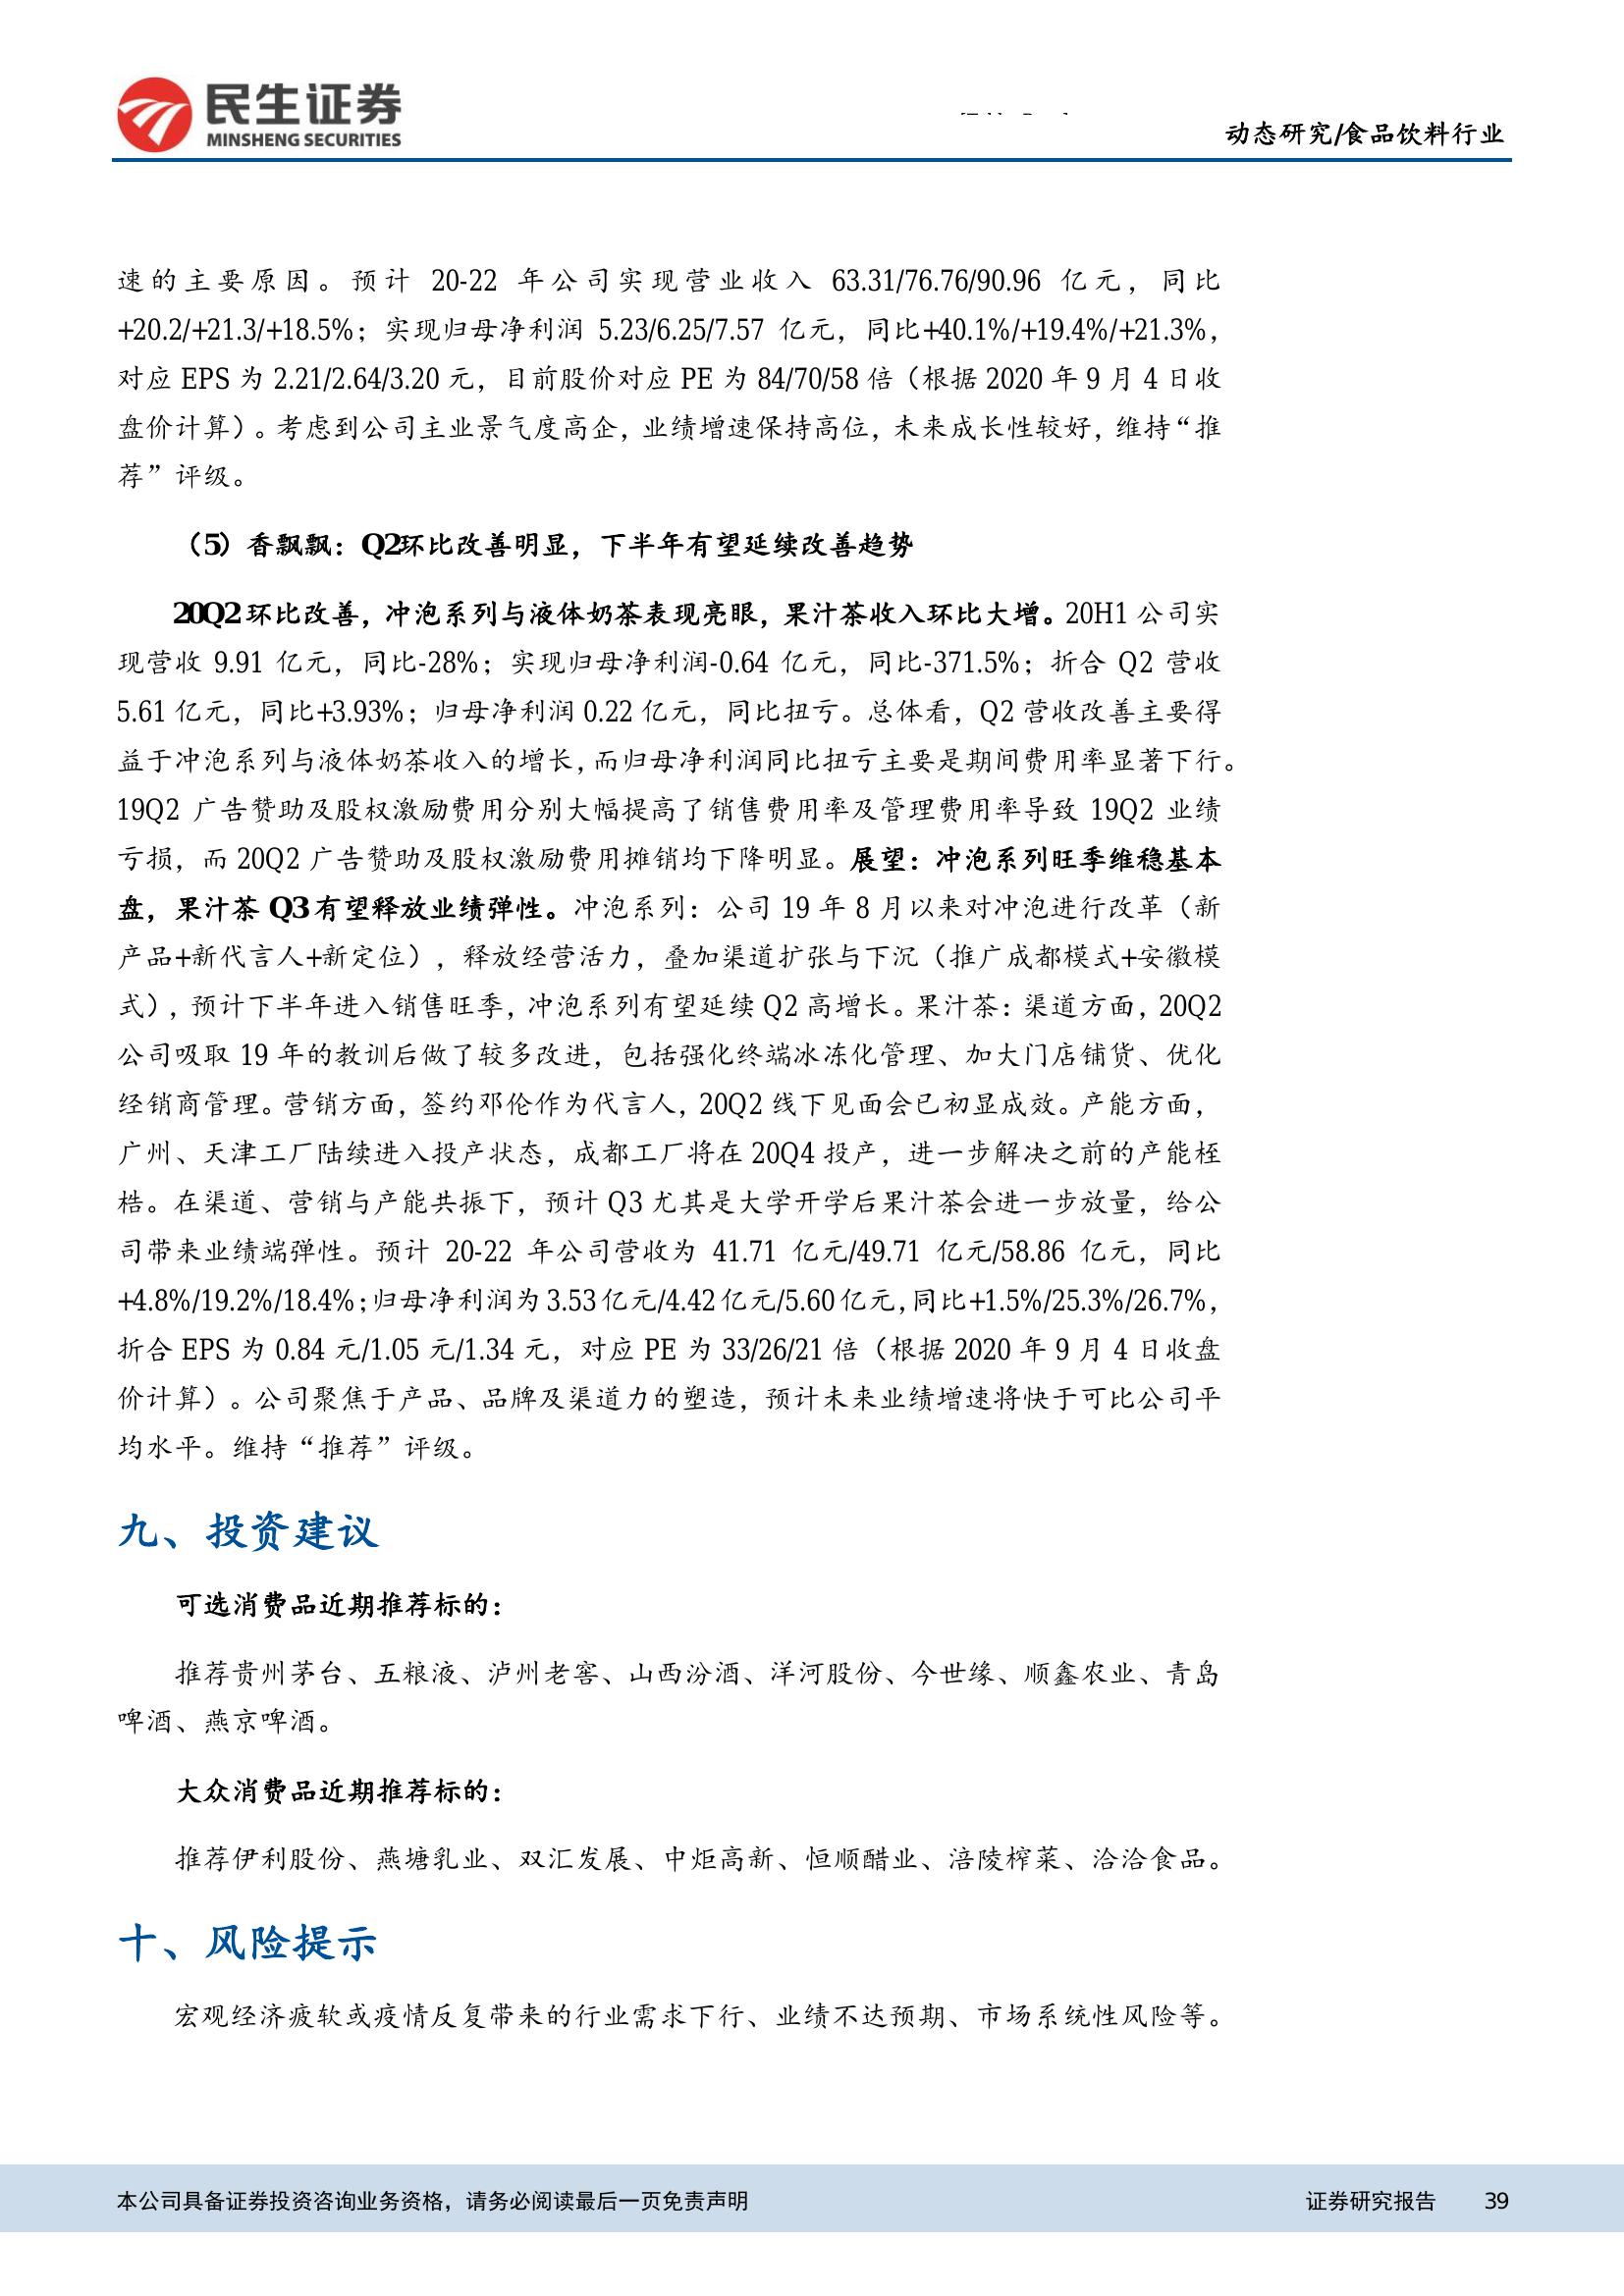 民生证券
MINSHENG SECURITIES
动态研究/食品饮料行业
速的主要原因。预计 20-22 年公司实现营业收入 63.31/76.76/90.96 亿元，同比
+20.2/+21.3/+18.5%；实现归母净利润 5.23/6.25/7.57 亿元，同比+40.1%/+19.4%/+21.3%，
对应 EPS 为 2.21/2.64/3.20 元，目前股价对应 PE 为 84/70/58 倍（根据 2020 年 9 月 4 日收
盘价计算）。考虑到公司主业景气度高企，业绩增速保持高位，未来成长性较好，维持“推
荐”评级。
（5）香飘飘：Q2环比改善明显，下半年有望延续改善趋势
20Q2 环比改善，冲泡系列与液体奶茶表现亮眼，果汁茶收入环比大增。20H1 公司实
现营收 9.91 亿元，同比-28%；实现归母净利润-0.64 亿元，同比-371.5%；折合 Q2 营收
5.61 亿元，同比+3.93%；归母净利润 0.22 亿元，同比扭亏。总体看，Q2 营收改善主要得
益于冲泡系列与液体奶茶收入的增长，而归母净利润同比扭亏主要是期间费用率显著下行。
19Q2 广告赞助及股权激励费用分别大幅提高了销售费用率及管理费用率导致 19Q2 业绩
亏损，而 20Q2 广告赞助及股权激励费用摊销均下降明显。展望：冲泡系列旺季维稳基本
盘，果汁茶 Q3 有望释放业绩弹性。冲泡系列：公司 19 年 8 月以来对冲泡进行改革（新
产品+新代言人+新定位），释放经营活力，叠加渠道扩张与下沉（推广成都模式+安徽模
式），预计下半年进入销售旺季，冲泡系列有望延续 Q2 高增长。果汁茶：渠道方面，20Q2
公司吸取 19 年的教训后做了较多改进，包括强化终端冰冻化管理、加大门店铺货、优化
经销商管理。营销方面，签约邓伦作为代言人，20Q2 线下见面会已初显成效。产能方面，
广州、天津工厂陆续进入投产状态，成都工厂将在 20Q4 投产，进一步解决之前的产能桎
梏。在渠道、营销与产能共振下，预计 Q3 尤其是大学开学后果汁茶会进一步放量，给公
司带来业绩端弹性。预计 20-22 年公司营收为 41.71 亿元/49.71 亿元/58.86 亿元，同比
+4.8%/19.2%/18.4%；归母净利润为 3.53 亿元/4.42 亿元/5.60 亿元，同比+1.5%/25.3%/26.7%，
折合 EPS 为 0.84 元/1.05 元/1.34 元，对应 PE 为 33/26/21 倍（根据 2020 年 9 月 4 日收盘
价计算）。公司聚焦于产品、品牌及渠道力的塑造，预计未来业绩增速将快于可比公司平
均水平。维持“推荐”评级。
九、投资建议
可选消费品近期推荐标的：
推荐贵州茅台、五粮液、泸州老窖、山西汾酒、洋河股份、今世缘、顺鑫农业、青岛
啤酒、燕京啤酒。
大众消费品近期推荐标的：
推荐伊利股份、燕塘乳业、双汇发展、中炬高新、恒顺醋业、涪陵榨菜、洽洽食品。
十、风险提示
宏观经济疲软或疫情反复带来的行业需求下行、业绩不达预期、市场系统性风险等。
本公司具备证券投资咨询业务资格，请务必阅读最后一页免责声明
证券研究报告 39